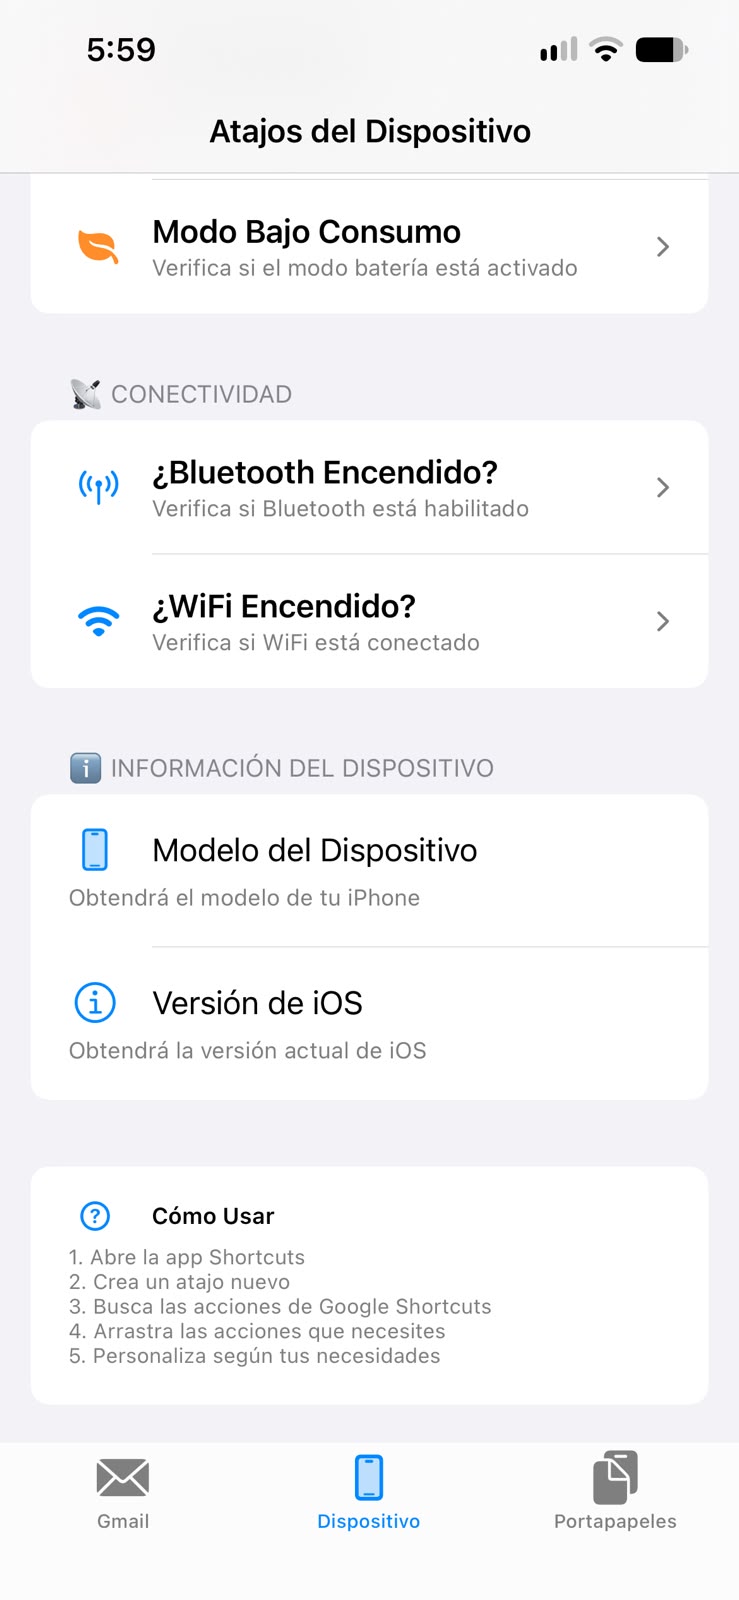 5:59
Atajos del Dispositivo
Modo Bajo Consumo
Verifica si el modo batería está activado
CONECTIVIDAD
¿Bluetooth Encendido?
Verifica si Bluetooth está habilitado
¿WiFi Encendido?
Verifica si WiFi está conectado
INFORMACIÓN DEL DISPOSITIVO
Modelo del Dispositivo
Obtendrá el modelo de tu iPhone
Versión de iOS
Obtendrá la versión actual de iOS
Cómo Usar
1. Abre la app Shortcuts
2. Crea un atajo nuevo
3. Busca las acciones de Google Shortcuts
4. Arrastra las acciones que necesites
5. Personaliza según tus necesidades
Gmail
Dispositivo
Portapapeles